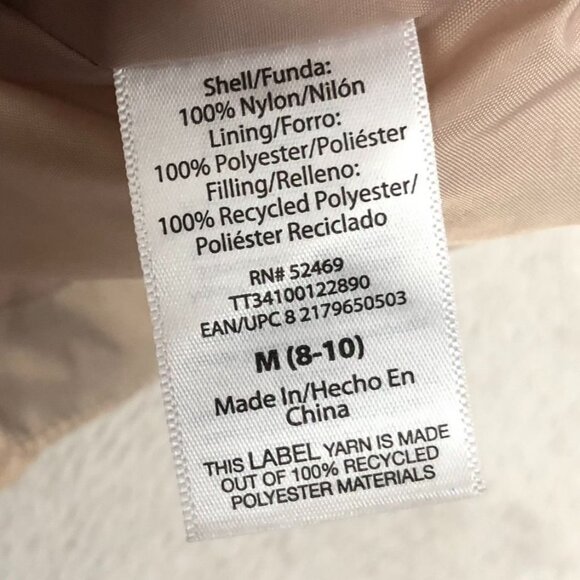 Shell/Funda:
100% Nylon/Nilón
Lining/Forro:
100% Polyester/Poliéster
Filling/Relleno:
100% Recycled Polyester/
Poliéster Reciclado
RN# 52469
TT34100122890
EAN/UPC 8 2179650503
M (8-10)
Made In/Hecho En
China
THIS LABEL YARN IS MADE
OUT OF 100% RECYCLED
POLYESTER MATERIALS